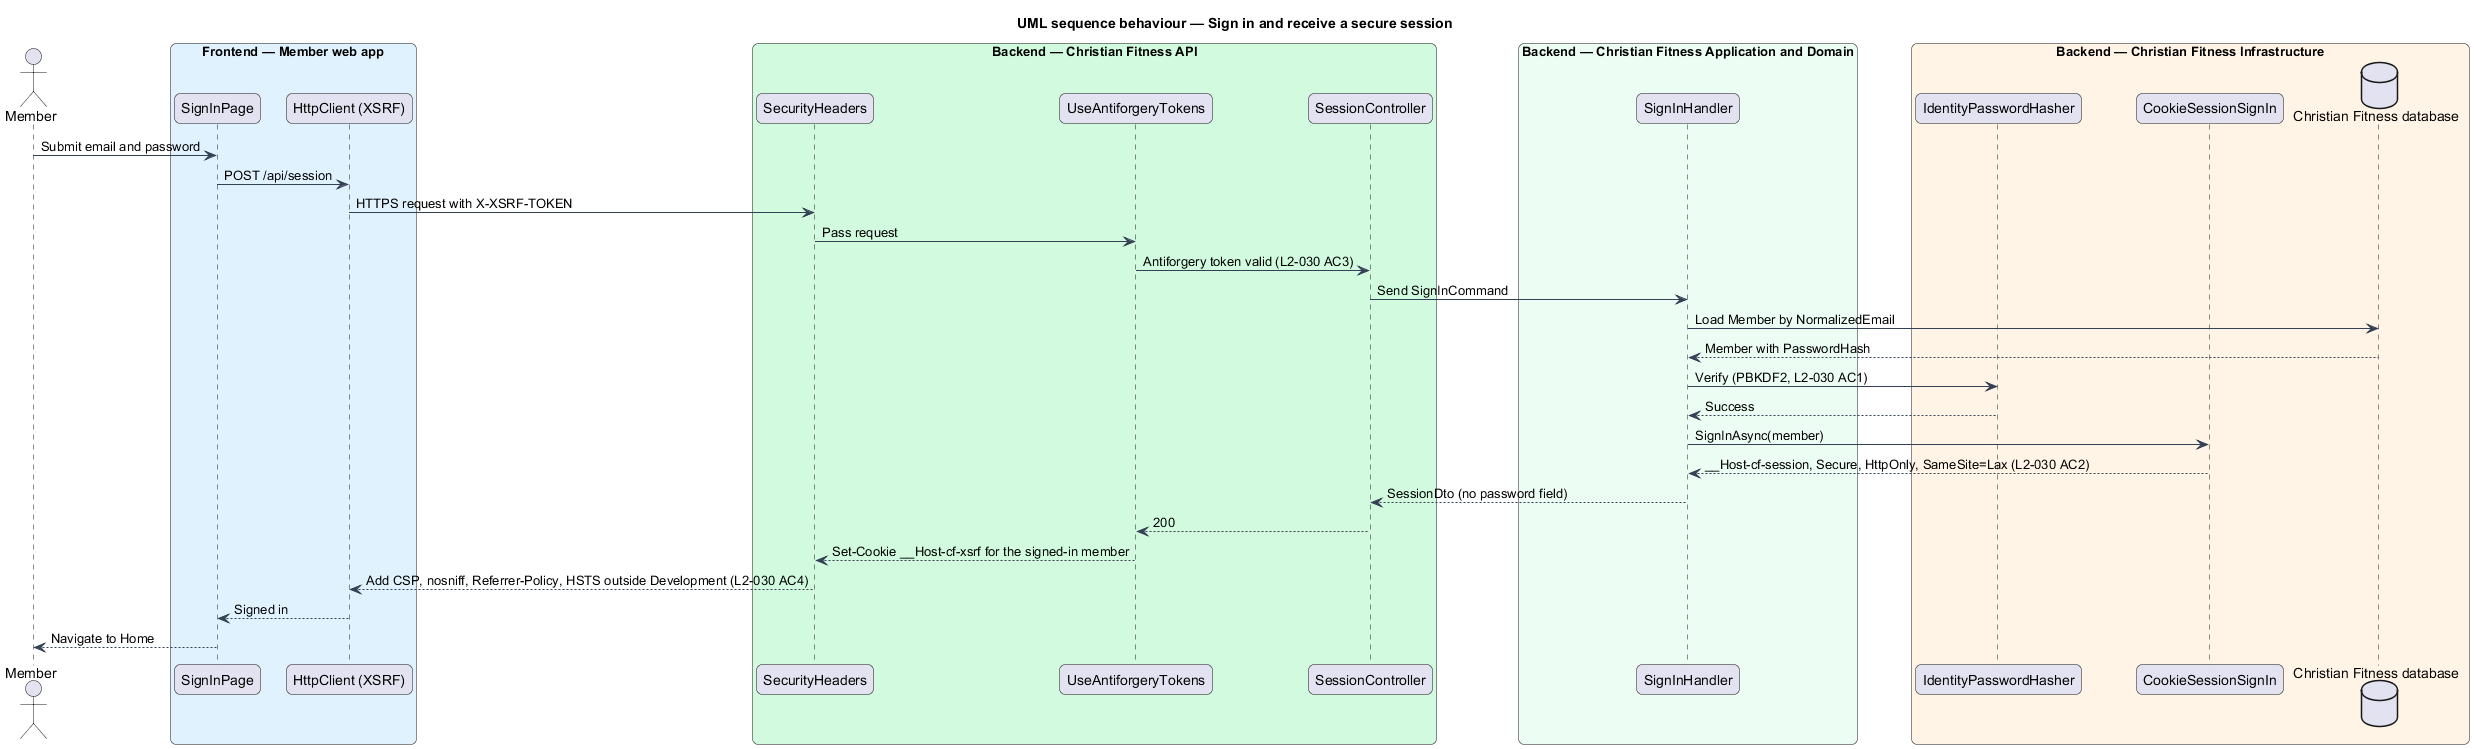 UML sequence behaviour — Sign in and receive a secure session
Frontend — Member web app
Backend — Christian Fitness API
Backend — Christian Fitness Application and Domain
Backend — Christian Fitness Infrastructure
Member
SignInPage
HttpClient (XSRF)
SecurityHeaders
UseAntiforgeryTokens
SessionController
SignInHandler
IdentityPasswordHasher
CookieSessionSignIn
Christian Fitness database
Submit email and password
POST /api/session
HTTPS request with X-XSRF-TOKEN
Pass request
Antiforgery token valid (L2-030 AC3)
Send SignInCommand
Load Member by NormalizedEmail
Member with PasswordHash
Verify (PBKDF2, L2-030 AC1)
Success
SignInAsync(member)
__Host-cf-session, Secure, HttpOnly, SameSite=Lax (L2-030 AC2)
SessionDto (no password field)
200
Set-Cookie __Host-cf-xsrf for the signed-in member
Add CSP, nosniff, Referrer-Policy, HSTS outside Development (L2-030 AC4)
Signed in
Navigate to Home
Member
SignInPage
HttpClient (XSRF)
SecurityHeaders
UseAntiforgeryTokens
SessionController
SignInHandler
IdentityPasswordHasher
CookieSessionSignIn
Christian Fitness database